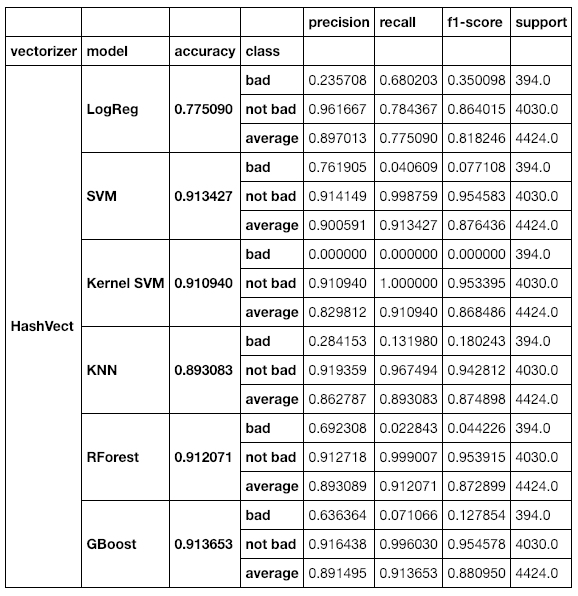 precision recall f1-score support
vectorizer model accuracy class
bad 0.235708 0.680203 0.350098 394.0
LogReg 0.775090 not bad 0.961667 0.784367 0.864015 4030.0
average 0.897013 0.775090 0.818246 4424.0
bad 0.761905 0.040609 0.077108 394.0
SVM 0.913427 not bad 0.914149 0.998759 0.954583 4030.0
average 0.900591 0.913427 0.876436 4424.0
bad 0.000000 0.000000 0.000000 394.0
Kernel SVM 0.910940 not bad 0.910940 1.000000 0.953395 4030.0
average 0.829812 0.910940 0.868486 4424.0
HashVect
bad 0.284153 0.131980 0.180243 394.0
KNN 0.893083 not bad 0.919359 0.967494 0.942812 4030.0
average 0.862787 0.893083 0.874898 4424.0
bad 0.692308 0.022843 0.044226 394.0
RForest 0.912071 not bad 0.912718 0.999007 0.953915 4030.0
average 0.893089 0.912071 0.872899 4424.0
bad 0.636364 0.071066 0.127854 394.0
GBoost 0.913653 not bad 0.916438 0.996030 0.954578 4030.0
average 0.891495 0.913653 0.880950 4424.0